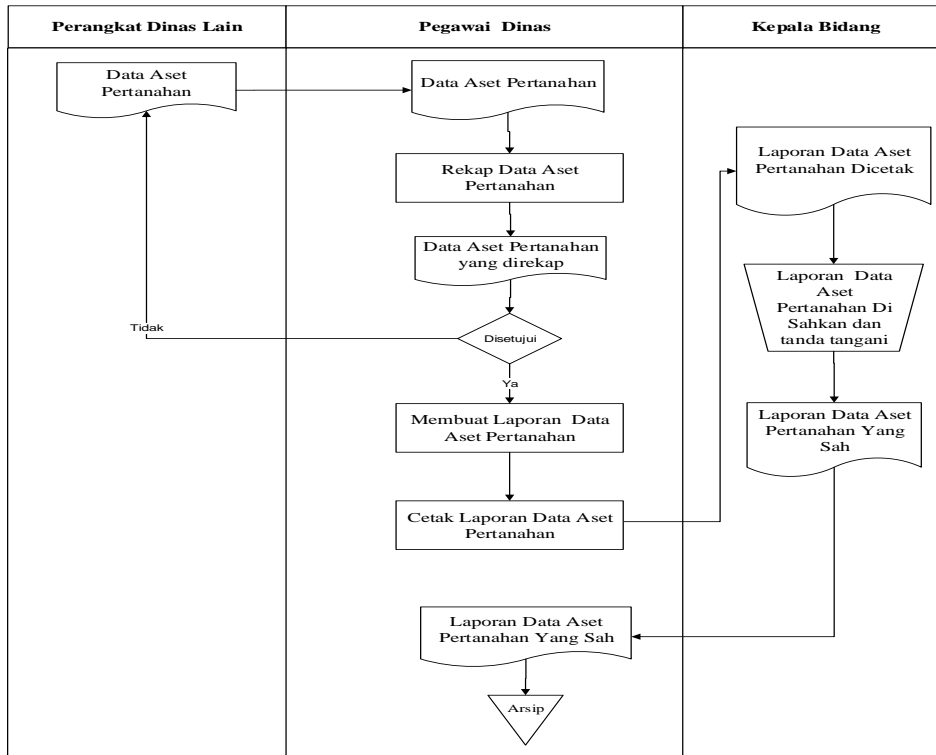 Perangkat Dinas Lain
Pegawai Dinas
Kepala Bidang
Data Aset
Pertanahan
Data Aset Pertanahan
Rekap Data Aset
Pertanahan
Data Aset Pertanahan
yang direkap
Disetujui
Tidak
Ya
Membuat Laporan Data
Aset Pertanahan
Cetak Laporan Data Aset
Pertanahan
Laporan Data Aset
Pertanahan Dicetak
Laporan Data
Aset
Pertanahan Di
Sahkan dan
tanda tangani
Laporan Data Aset
Pertanahan Yang
Sah
Laporan Data Aset
Pertanahan Yang Sah
Arsip